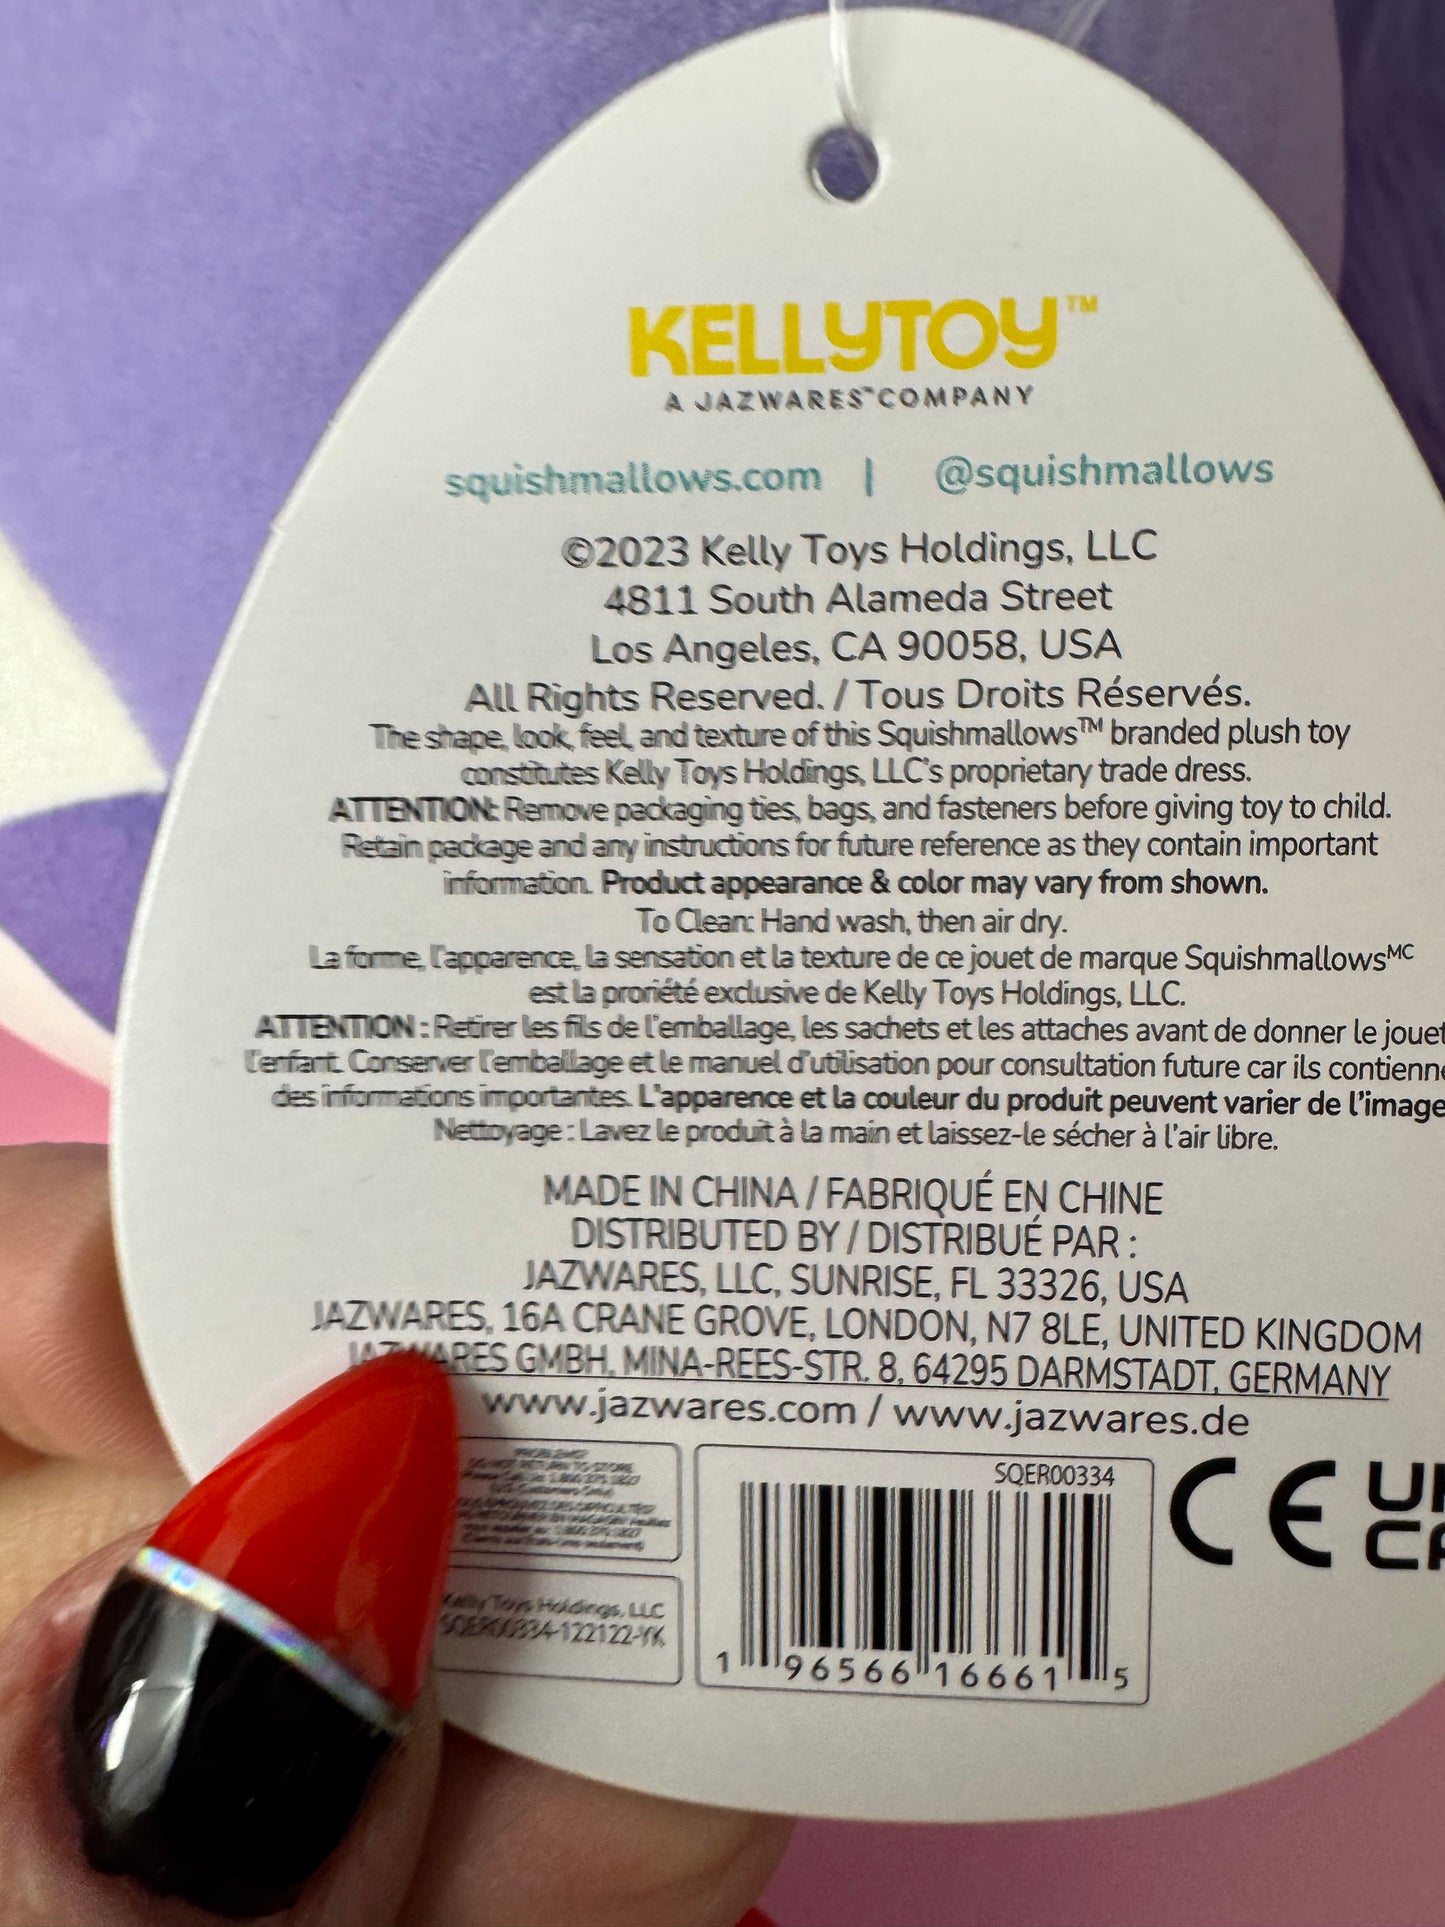 KELLYTOY™
A JAZWARES™ COMPANY
squishmallows.com | @squishmallows
©2023 Kelly Toys Holdings, LLC
4811 South Alameda Street
Los Angeles, CA 90058, USA
All Rights Reserved. / Tous Droits Réservés.
The shape, look, feel, and texture of this Squishmallows™ branded plush toy
constitutes Kelly Toys Holdings, LLC's proprietary trade dress.
ATTENTION: Remove packaging ties, bags, and fasteners before giving toy to child.
Retain package and any instructions for future reference as they contain important
information. Product appearance & color may vary from shown.
To Clean: Hand wash, then air dry.
La forme, l'apparence, la sensation et la texture de ce jouet de marque Squishmallows MC
est la proriété exclusive de Kelly Toys Holdings, LLC.
ATTENTION : Retirer les fils de l'emballage, les sachets et les attaches avant de donner le jouet
l'enfant. Conserver l'emballage et le manuel d'utilisation pour consultation future car ils contienne
des informations importantes. L'apparence et la couleur du produit peuvent varier de l'image
Nettoyage : Lavez le produit à la main et laissez-le sécher à l'air libre.
MADE IN CHINA / FABRIQUÉ EN CHINE
DISTRIBUTED BY / DISTRIBUÉ PAR :
JAZWARES, LLC, SUNRISE, FL 33326, USA
JAZWARES, 16A CRANE GROVE, LONDON, N7 8LE, UNITED KINGDOM
JAZWARES GMBH, MINA-REES-STR. 8, 64295 DARMSTADT, GERMANY
www.jazwares.com / www.jazwares.de
DO NOT RETURN TO STORE
Kelly Toys Holdings, LLC
SQER00334-122122-YK
SQER00334
1 96566 16661 5
CE
UK
CA